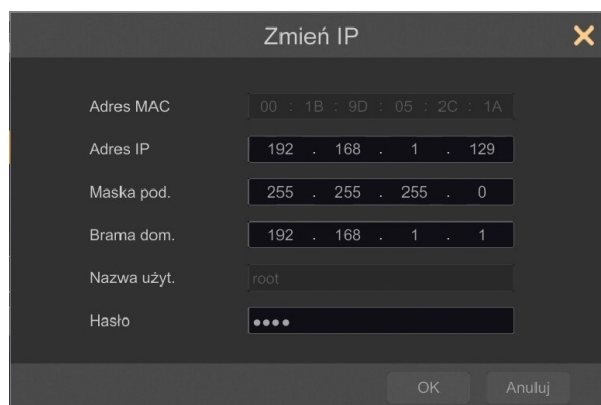 Zmień IP
Adres MAC 00 : 1B : 9D : 05 : 2C : 1A
Adres IP 192 . 168 . 1 . 129
Maska pod. 255 . 255 . 255 . 0
Brama dom. 192 . 168 . 1 . 1
Nazwa użyt. root
Hasło ●●●●
OK Anuluj